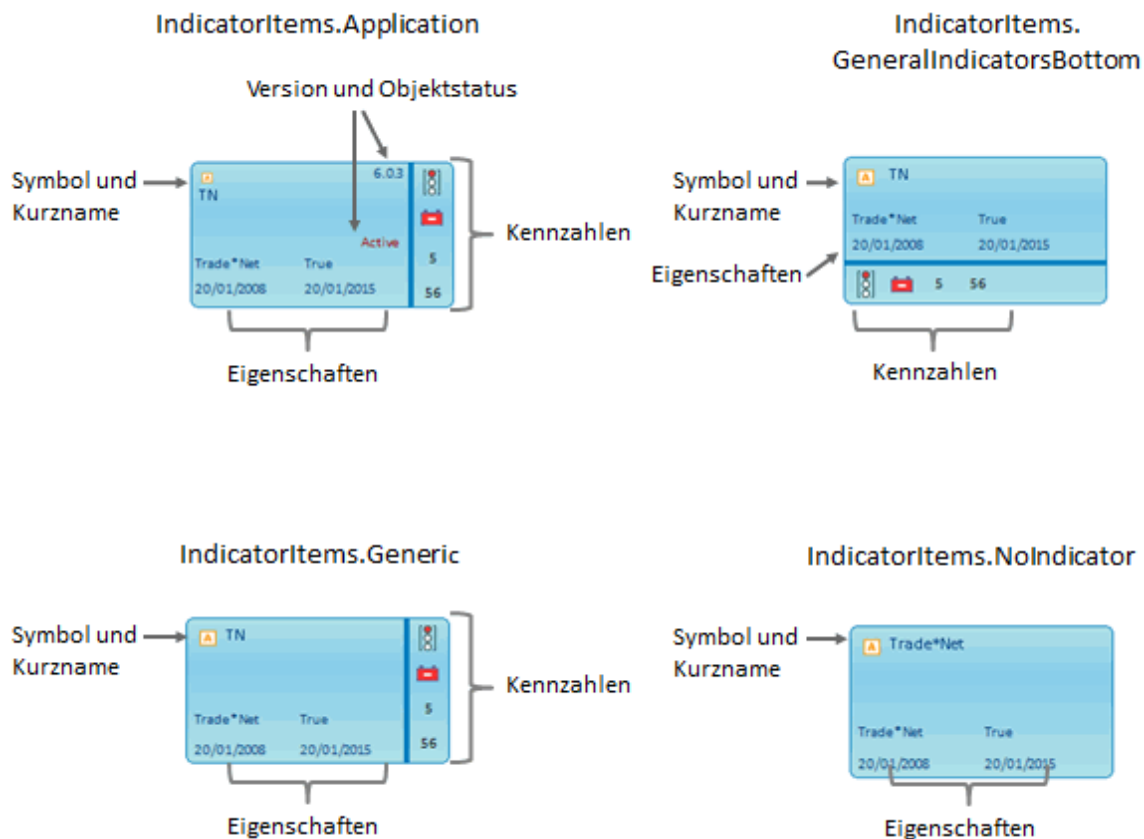 IndicatorItems.Application
Version und Objektstatus
Symbol und
Kurzname
6.0.3
TN
Active
Trade*Net True
20/01/2008 20/01/2015
5
56
Kennzahlen
Eigenschaften
IndicatorItems.
GeneralIndicatorsBottom
Symbol und
Kurzname
A TN
Trade*Net True
20/01/2008 20/01/2015
Eigenschaften
5 56
Kennzahlen
IndicatorItems.Generic
Symbol und
Kurzname
A TN
Trade*Net True
20/01/2008 20/01/2015
5
56
Kennzahlen
Eigenschaften
IndicatorItems.NoIndicator
Symbol und
Kurzname
A Trade*Net
Trade*Net True
20/01/2008 20/01/2015
Eigenschaften